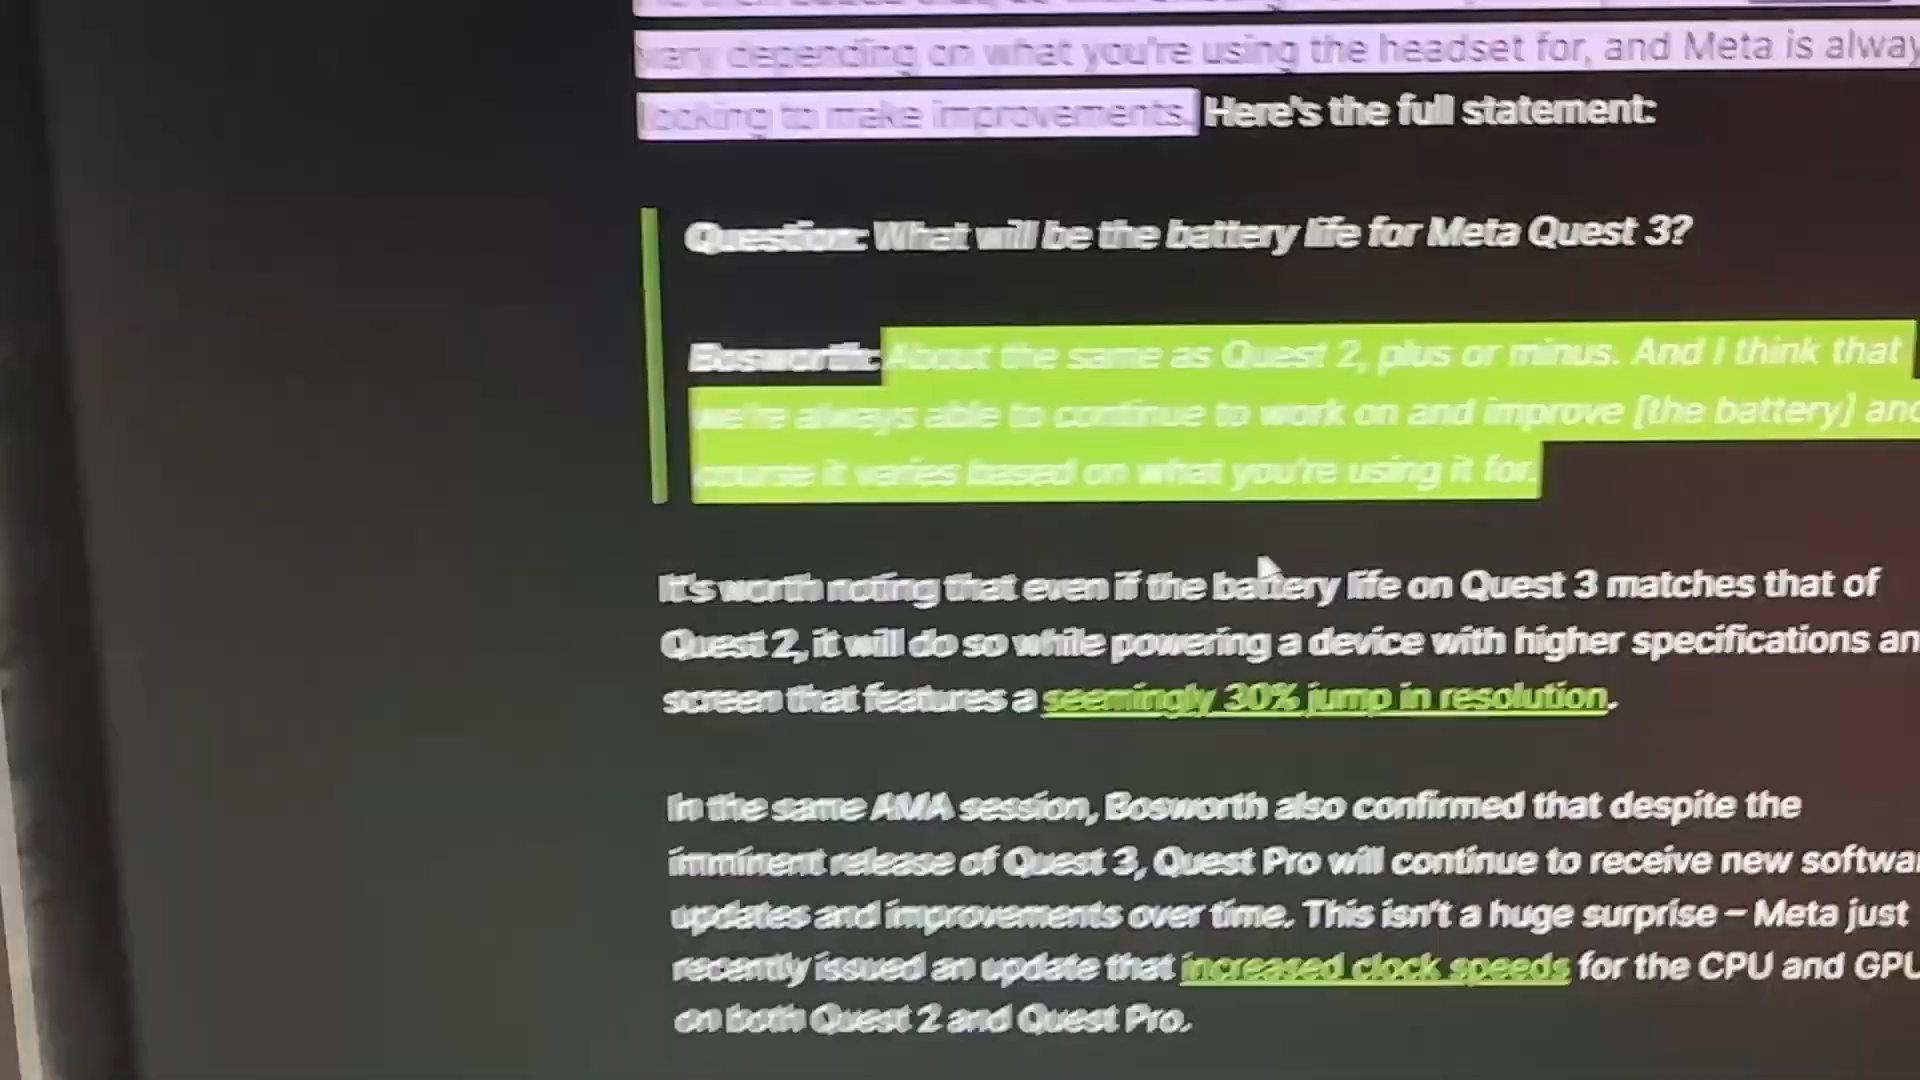 vary depending on what you're using the headset for, and Meta is alway
looking to make improvements. Here's the full statement:
Question: What will be the battery life for Meta Quest 3?
Bosworth: About the same as Quest 2, plus or minus. And I think that
we're always able to continue to work on and improve [the battery] and
course it varies based on what you're using it for.
It's worth noting that even if the battery life on Quest 3 matches that of
Quest 2, it will do so while powering a device with higher specifications an
screen that features a seemingly 30% jump in resolution.
In the same AMA session, Bosworth also confirmed that despite the
imminent release of Quest 3, Quest Pro will continue to receive new softwar
updates and improvements over time. This isn't a huge surprise – Meta just
recently issued an update that increased clock speeds for the CPU and GPU
on both Quest 2 and Quest Pro.